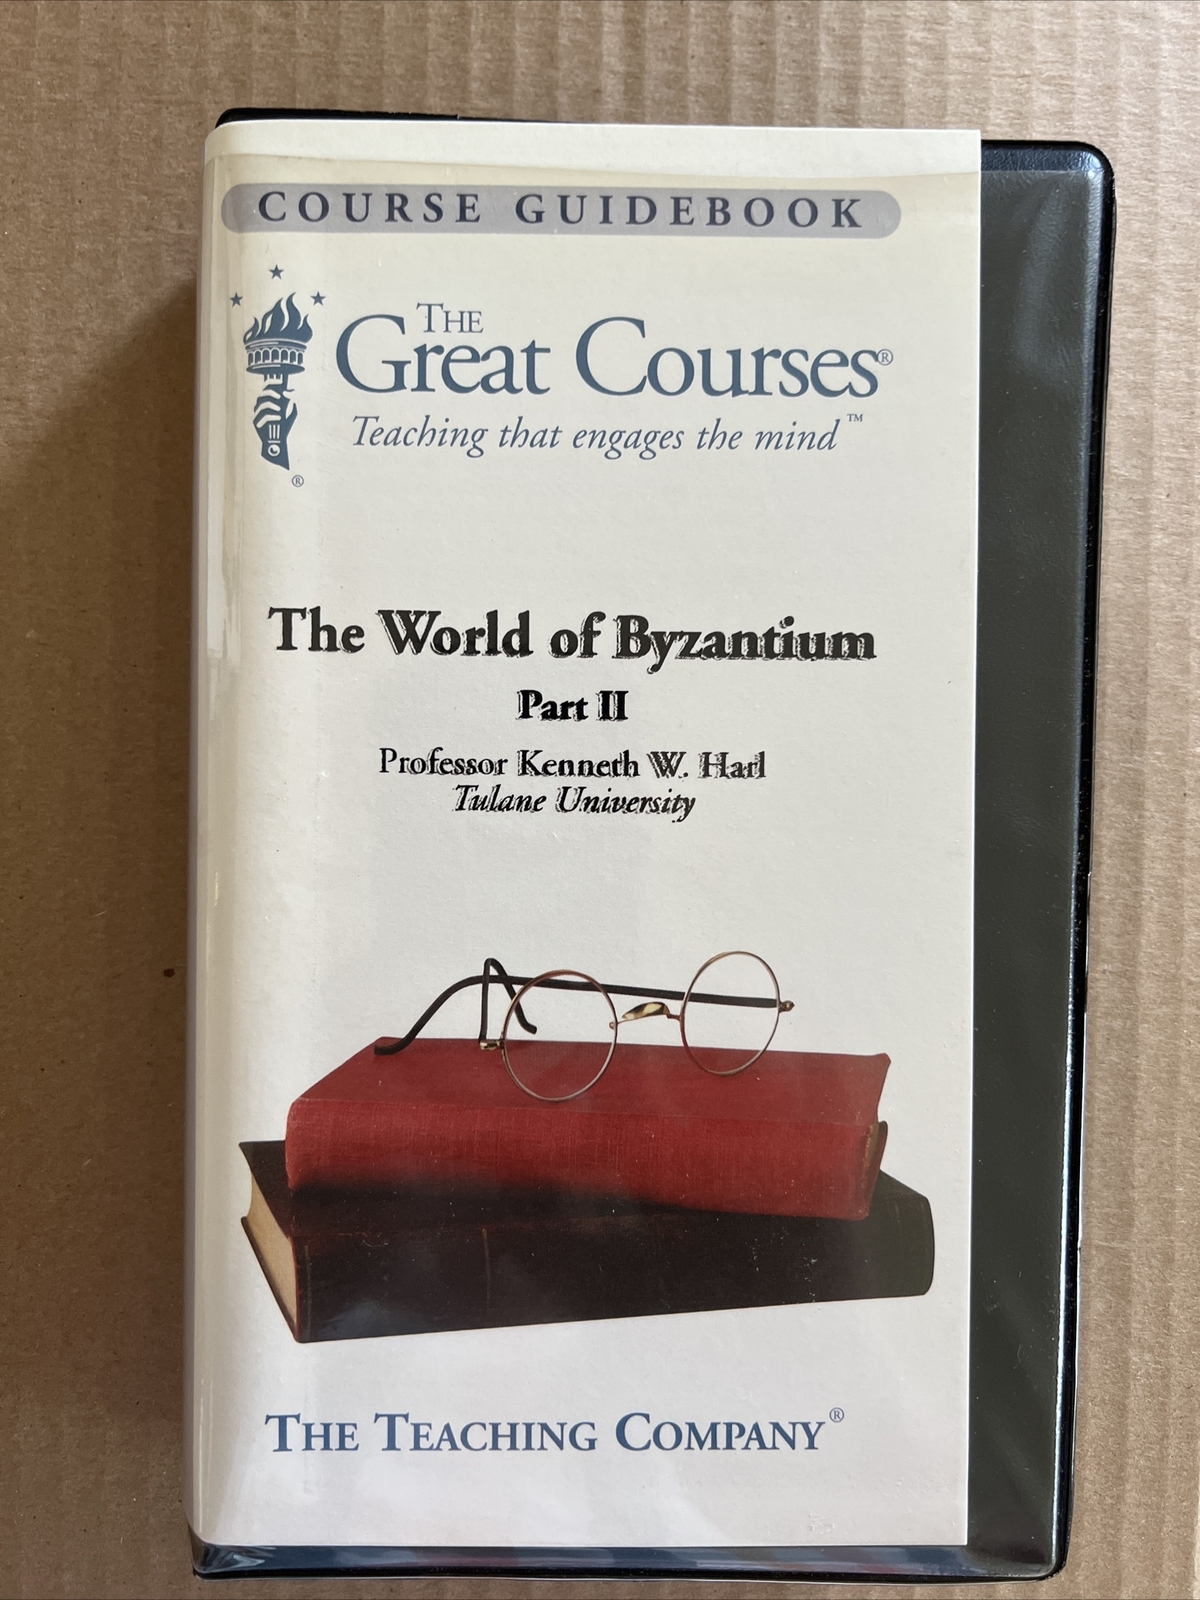 COURSE GUIDEBOOK
THE
Great Courses®
Teaching that engages the mind™
®
The World of Byzantium
Part II
Professor Kenneth W. Harl
Tulane University
THE TEACHING COMPANY®